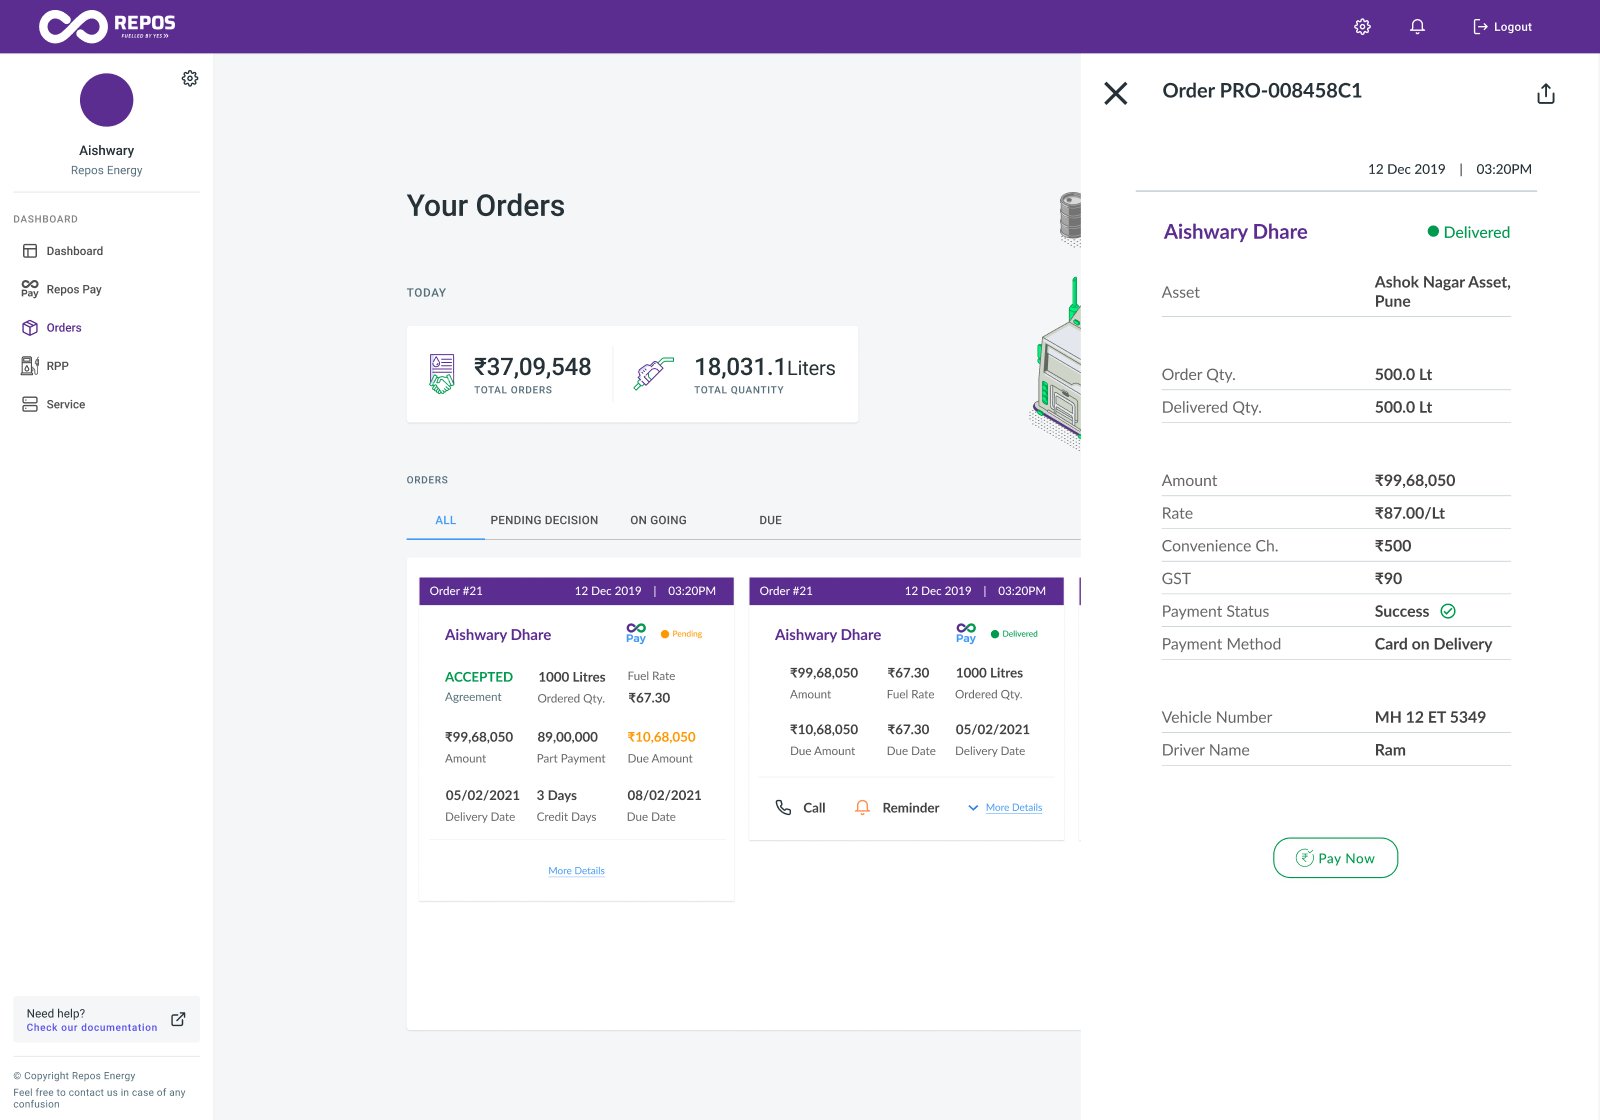 REPOS
FUELLED BY YES
Logout
Aishwary
Repos Energy
DASHBOARD
Dashboard
Pay Repos Pay
Orders
RPP
Service
Need help?
Check our documentation
© Copyright Repos Energy
Feel free to contact us in case of any
confusion
Your Orders
TODAY
₹37,09,548
TOTAL ORDERS
18,031.1Liters
TOTAL QUANTITY
ORDERS
ALL PENDING DECISION ON GOING DUE
Order #21 12 Dec 2019 | 03:20PM
Aishwary Dhare Pay Pending
ACCEPTED 1000 Litres Fuel Rate
Agreement Ordered Qty. ₹67.30
₹99,68,050 89,00,000 ₹10,68,050
Amount Part Payment Due Amount
05/02/2021 3 Days 08/02/2021
Delivery Date Credit Days Due Date
More Details
Order #21 12 Dec 2019 | 03:20PM
Aishwary Dhare Pay Delivered
₹99,68,050 ₹67.30 1000 Litres
Amount Fuel Rate Ordered Qty.
₹10,68,050 ₹67.30 05/02/2021
Due Amount Due Date Delivery Date
Call Reminder More Details
Order PRO-008458C1
12 Dec 2019 | 03:20PM
Aishwary Dhare Delivered
Asset Ashok Nagar Asset,
Pune
Order Qty. 500.0 Lt
Delivered Qty. 500.0 Lt
Amount ₹99,68,050
Rate ₹87.00/Lt
Convenience Ch. ₹500
GST ₹90
Payment Status Success
Payment Method Card on Delivery
Vehicle Number MH 12 ET 5349
Driver Name Ram
₹ Pay Now